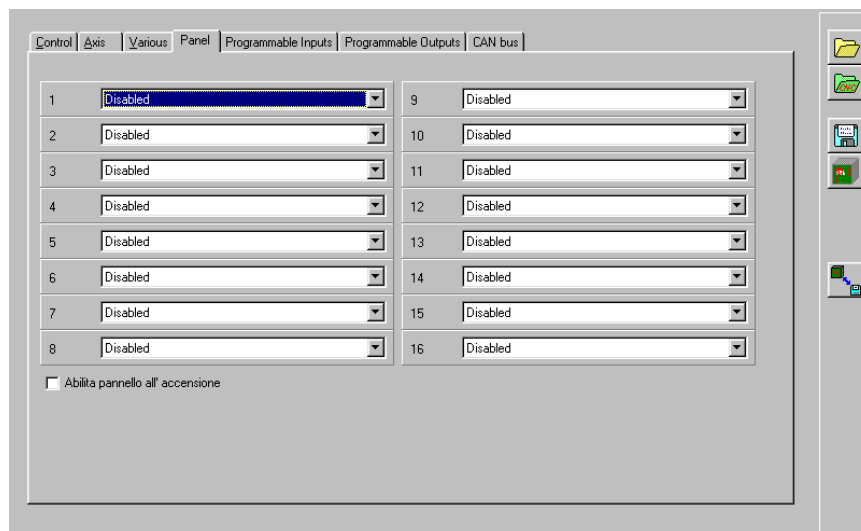 Control Axis Various Panel Programmable Inputs Programmable Outputs CAN bus
1 Disabled 9 Disabled
2 Disabled 10 Disabled
3 Disabled 11 Disabled
4 Disabled 12 Disabled
5 Disabled 13 Disabled
6 Disabled 14 Disabled
7 Disabled 15 Disabled
8 Disabled 16 Disabled
Abilita pannello all' accensione